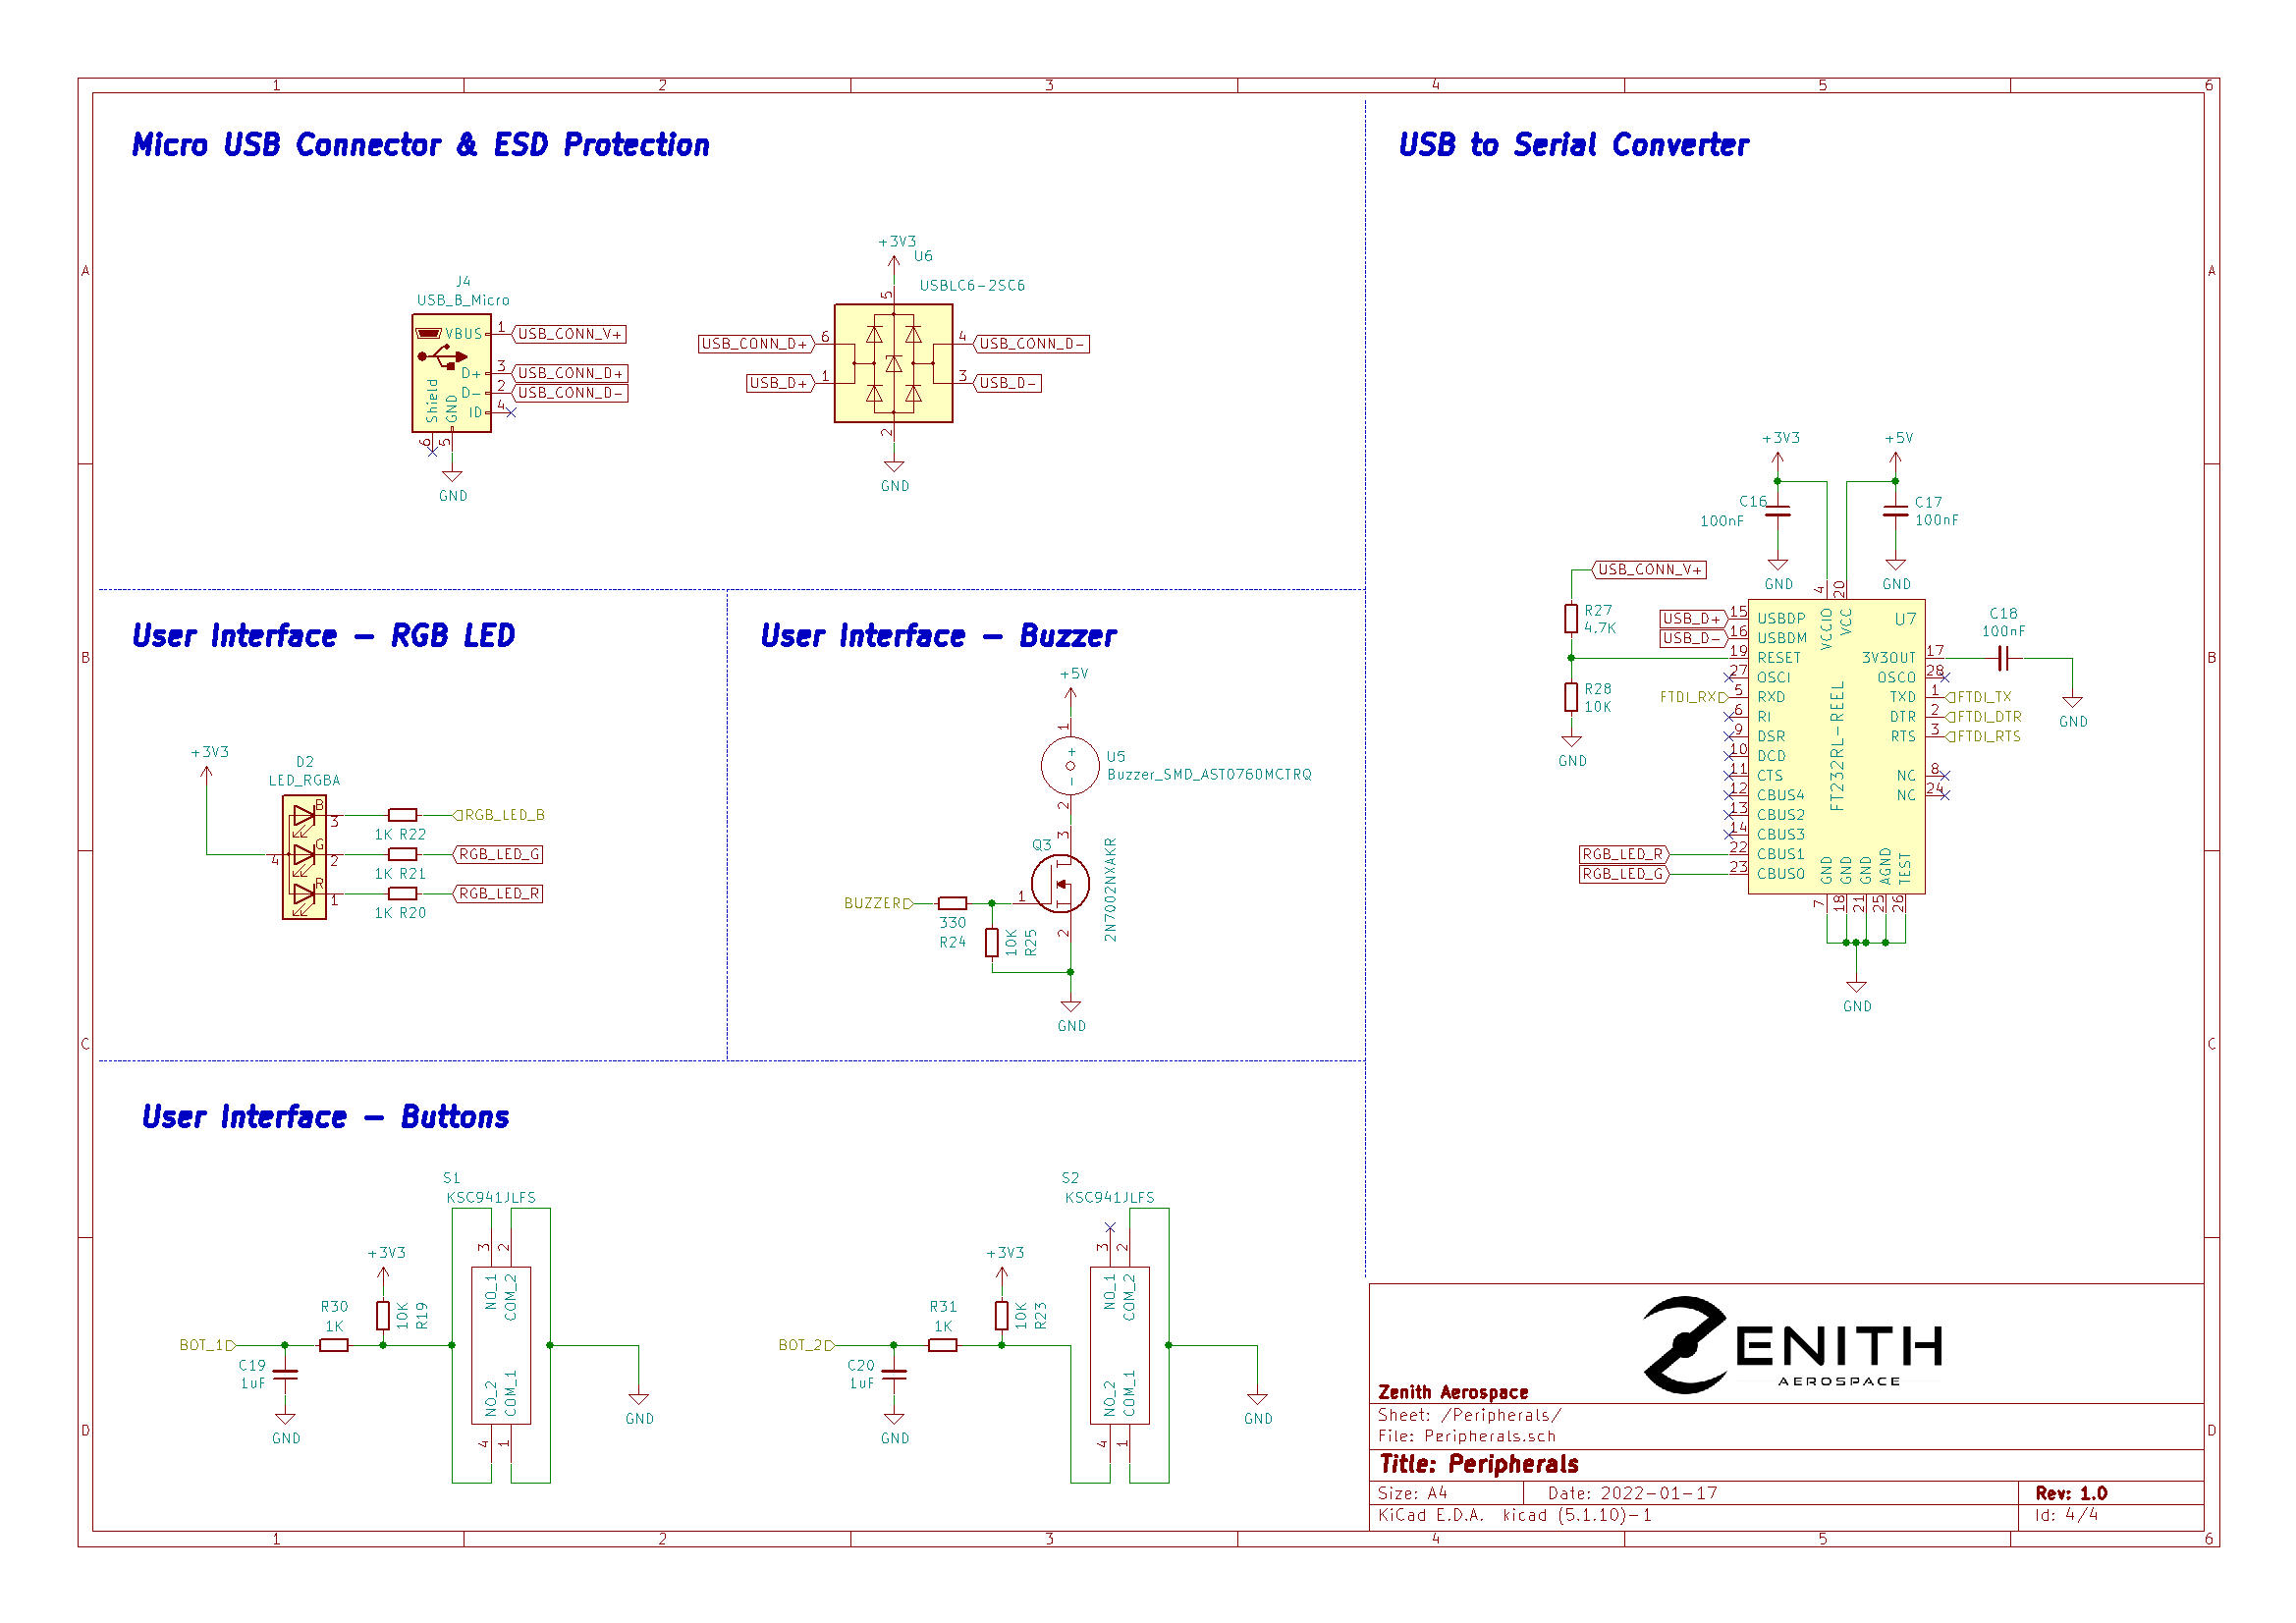 1 2 3 4 5 6
A
B
C
D
Micro USB Connector & ESD Protection
J4
USB_B_Micro
VBUS 1 USB_CONN_V+
D+ 3 USB_CONN_D+
D- 2 USB_CONN_D-
ID 4
Shield
GND
6 5
GND
+3V3
U6
USBLC6-2SC6
5
USB_CONN_D+ 6 4 USB_CONN_D-
USB_D+ 1 3 USB_D-
2
GND
USB to Serial Converter
+3V3 +5V
C16
100nF
C17
100nF
GND GND
USB_CONN_V+
R27
4.7K
R28
10K
GND
4 20
VCCIO
VCC
U7
FT232RL-REEL
USB_D+ 15 USBDP
USB_D- 16 USBDM
19 RESET
27 OSCI
FTDI_RX 5 RXD
6 RI
9 DSR
10 DCD
11 CTS
12 CBUS4
13 CBUS2
14 CBUS3
RGB_LED_R 22 CBUS1
RGB_LED_G 23 CBUS0
3V3OUT 17
OSCO 28
TXD 1 FTDI_TX
DTR 2 FTDI_DTR
RTS 3 FTDI_RTS
NC 8
NC 24
C18
100nF
GND
GND GND GND AGND TEST
7 18 21 25 26
GND
User Interface - RGB LED
+3V3
D2
LED_RGBA
4
B 3 RGB_LED_B
1K R22
G 2 RGB_LED_G
1K R21
R 1 RGB_LED_R
1K R20
User Interface - Buzzer
+5V
1
+
-
U5
Buzzer_SMD_AST0760MCTRQ
2
3
Q3
2N7002NXAKR
BUZZER
330
R24
1
10K
R25
2
GND
User Interface - Buttons
S1
KSC941JLFS
3 2
NO_1 COM_2
NO_2 COM_1
4 1
+3V3
10K
R19
R30
1K
BOT_1
C19
1uF
GND
GND
S2
KSC941JLFS
3 2
NO_1 COM_2
NO_2 COM_1
4 1
+3V3
10K
R23
R31
1K
BOT_2
C20
1uF
GND
GND
ZENITH
AEROSPACE
Zenith Aerospace
Sheet: /Peripherals/
File: Peripherals.sch
Title: Peripherals
Size: A4 Date: 2022-01-17 Rev: 1.0
KiCad E.D.A. kicad (5.1.10)-1 Id: 4/4
A
B
C
D
1 2 3 4 5 6